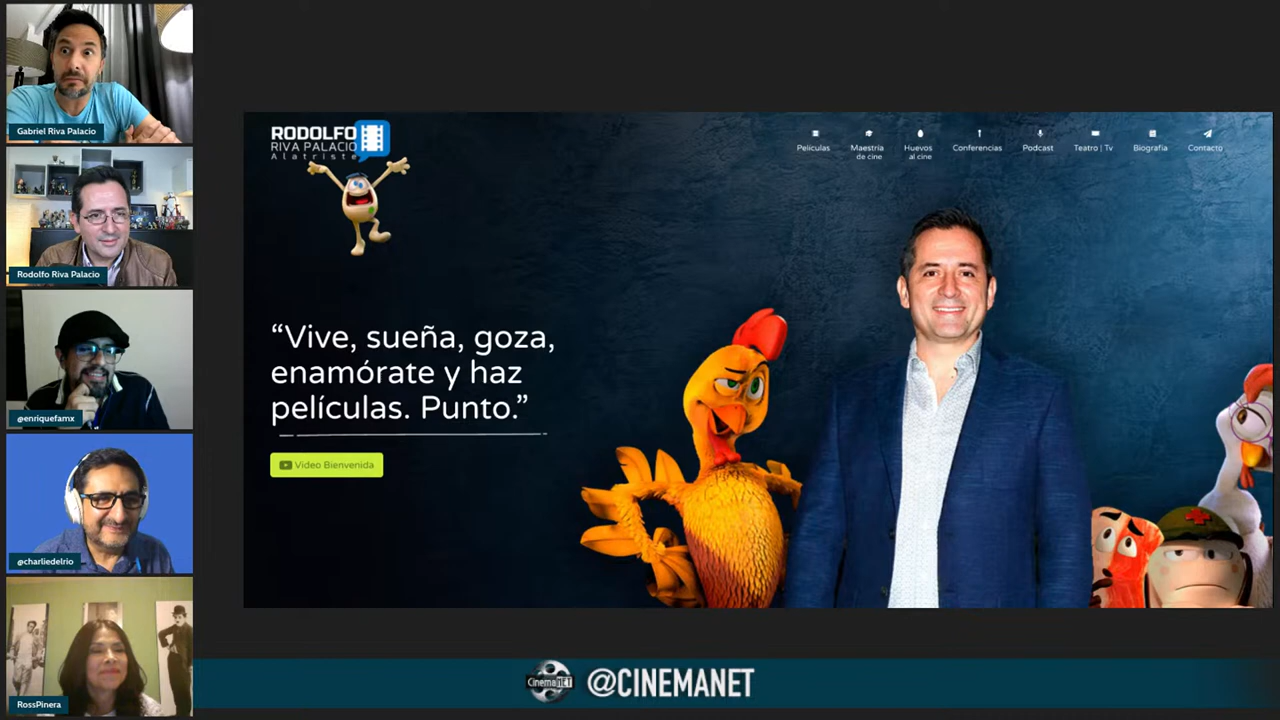 Gabriel Riva Palacio
Rodolfo Riva Palacio
@enriquefamx
@charliedelrio
RossPinera
RODOLFO
RIVA PALACIO
Alatriste
Películas
Maestría
de cine
Huevos
al cine
Conferencias
Podcast
Teatro | Tv
Biografía
Contacto
“Vive, sueña, goza,
enamórate y haz
películas. Punto.”
Video Bienvenida
CinemaNET
@CINEMANET